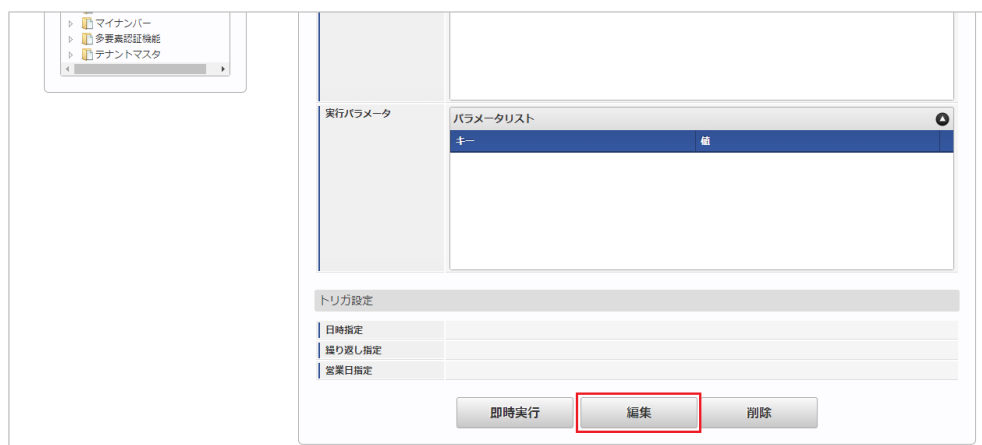 マイナンバー
多要素認証機能
テナントマスタ
実行パラメータ
パラメータリスト
キー 値
トリガ設定
日時指定
繰り返し指定
営業日指定
即時実行 編集 削除